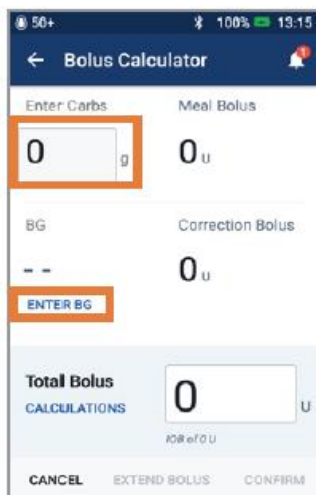 50+ 100% 13:15
← Bolus Calculator
Enter Carbs Meal Bolus
0 g 0 U
BG Correction Bolus
-- 0 U
ENTER BG
Total Bolus
CALCULATIONS 0 U
IOB of 0 U
CANCEL EXTEND BOLUS CONFIRM